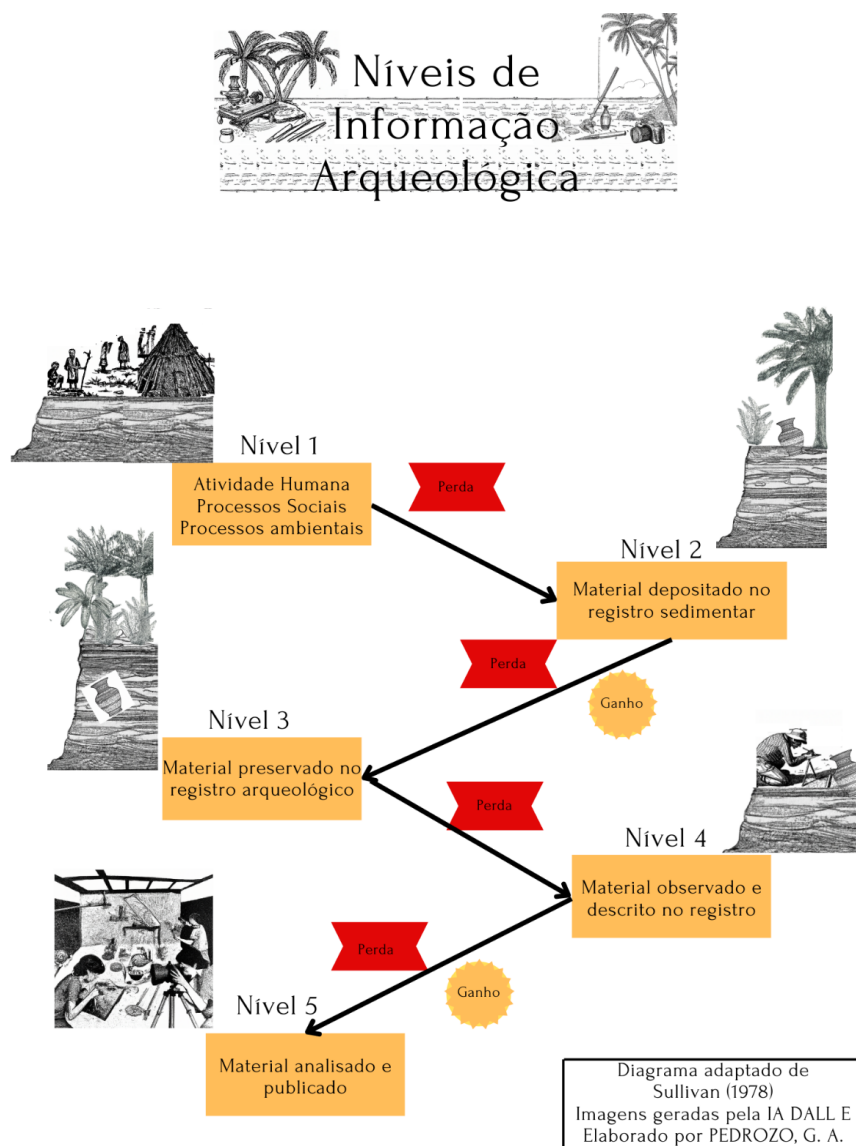 Níveis de
Informação
Arqueológica
Nível 1
Atividade Humana
Processos Sociais
Processos ambientais
Perda
Nível 2
Material depositado no
registro sedimentar
Perda
Ganho
Nível 3
Material preservado no
registro arqueológico
Perda
Nível 4
Material observado e
descrito no registro
Perda
Ganho
Nível 5
Material analisado e
publicado
Diagrama adaptado de
Sullivan (1978)
Imagens geradas pela IA DALL E
Elaborado por PEDROZO, G. A.